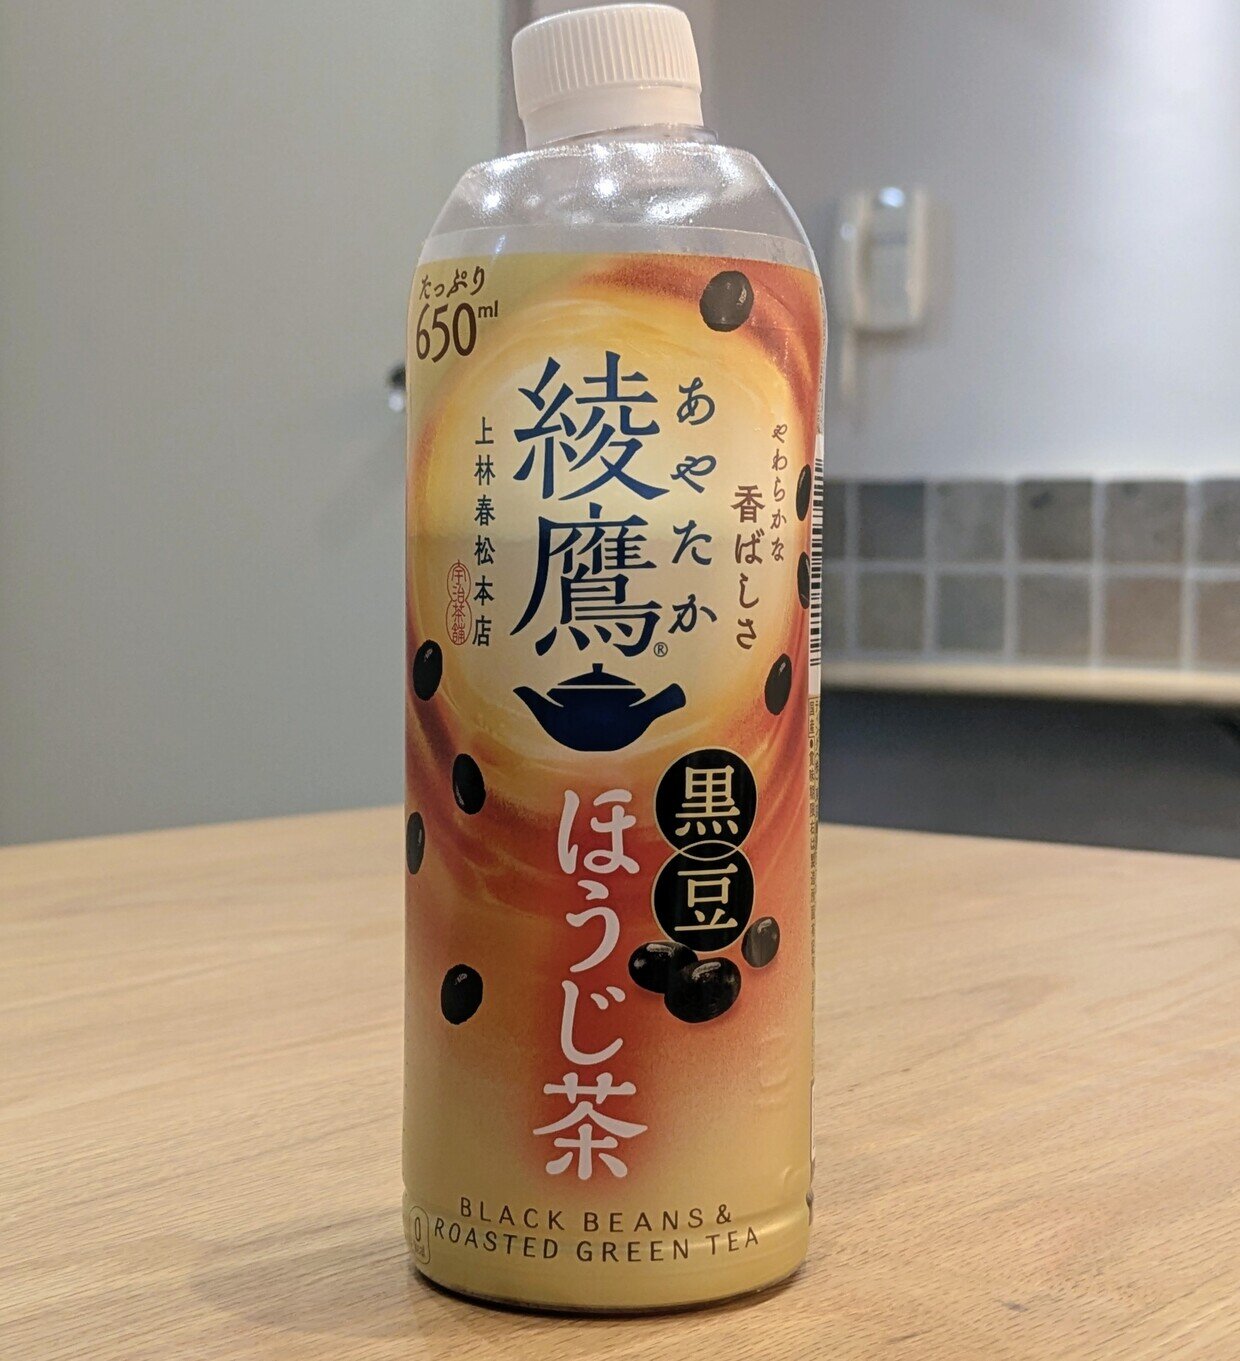 たっぷり
650ml
やわらかな
香ばしさ
あやたか
綾鷹®
上林春松本店
宇治茶舗
黒豆
ほうじ茶
BLACK BEANS &
ROASTED GREEN TEA
0
kcal